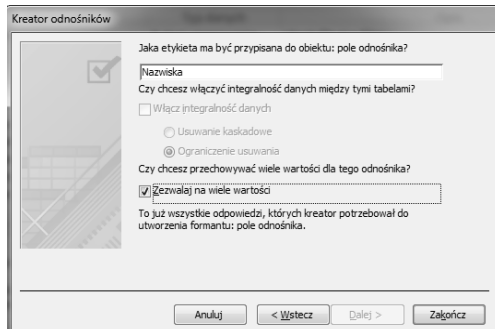 Kreator odnośników
Jaka etykieta ma być przypisana do obiektu: pole odnośnika?
Nazwiska
Czy chcesz włączyć integralność danych między tymi tabelami?
Włącz integralność danych
Usuwanie kaskadowe
Ograniczenie usuwania
Czy chcesz przechowywać wiele wartości dla tego odnośnika?
Zezwalaj na wiele wartości
To już wszystkie odpowiedzi, których kreator potrzebował do
utworzenia formantu: pole odnośnika.
Anuluj < Wstecz Dalej > Zakończ